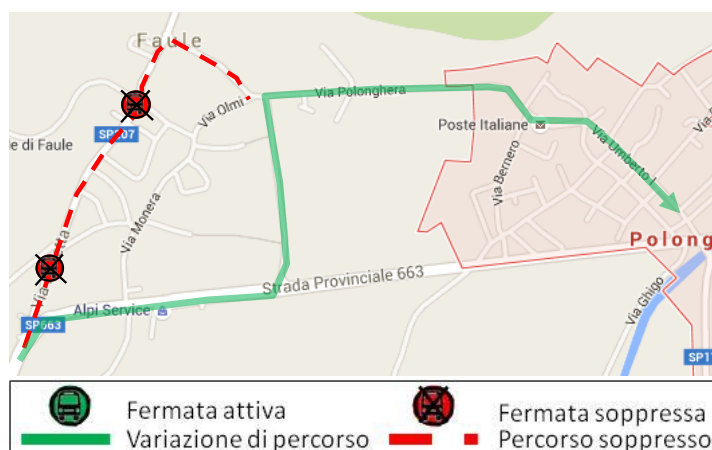 Faule
Via Polonghera
Via Olmi
Poste Italiane
SP207
e di Faule
Via Umberto I
Via Bernero
Via Monera
Polong
Strada Provinciale 663
Via Ghigo
Alpi Service
SP663
SP1
Fermata attiva
Fermata soppressa
Variazione di percorso
Percorso soppresso